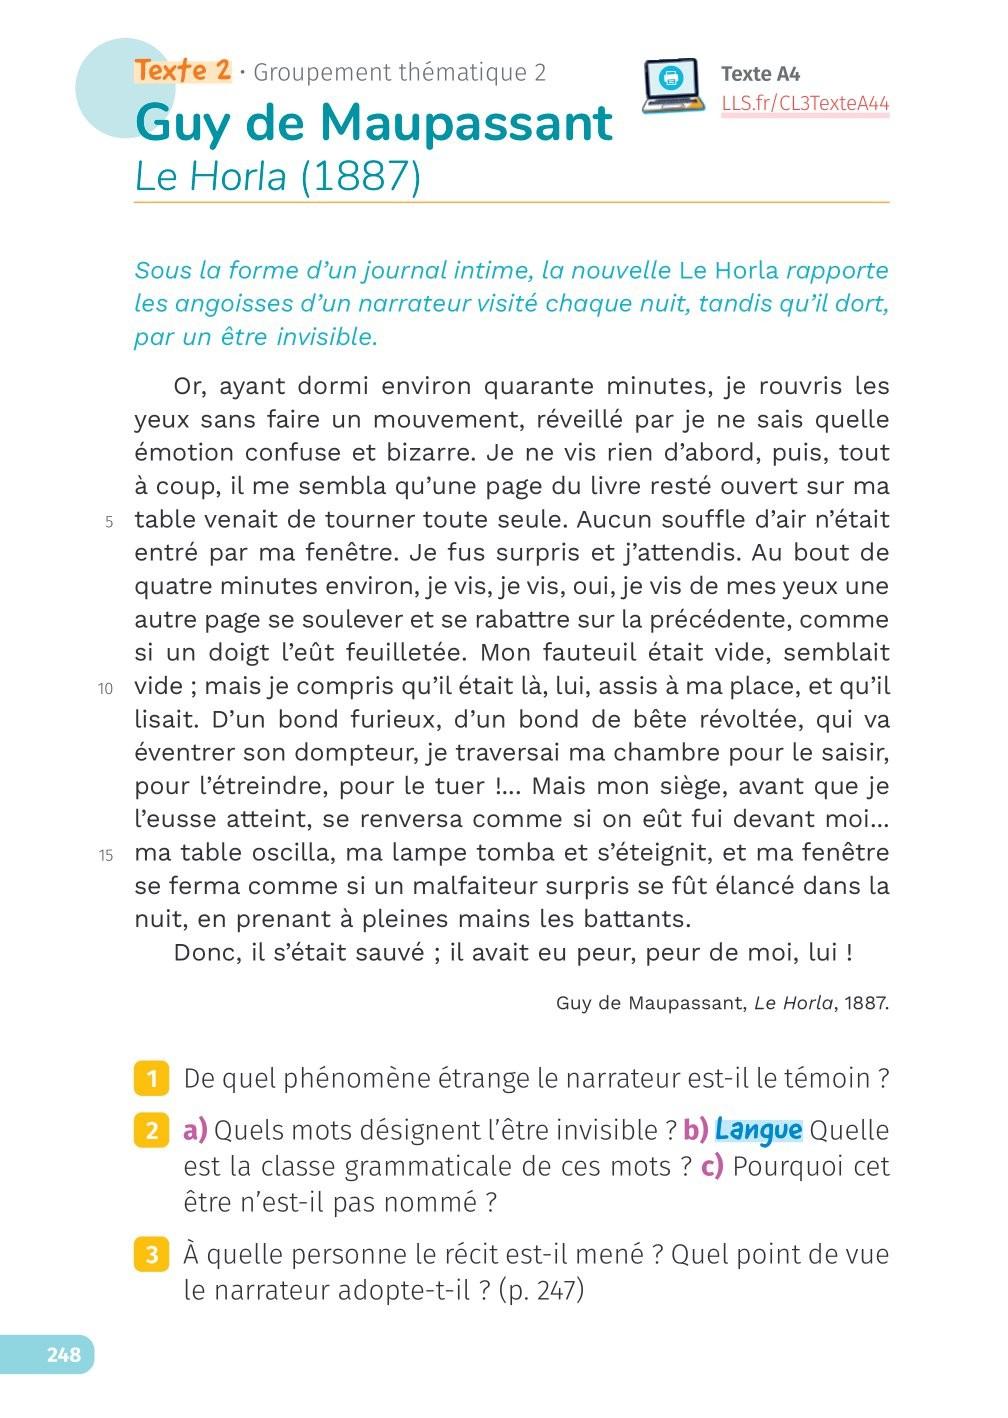 Texte 2 · Groupement thématique 2
Guy de Maupassant
Le Horla (1887)
Texte A4
LLS.fr/CL3TexteA44
Sous la forme d’un journal intime, la nouvelle Le Horla rapporte
les angoisses d’un narrateur visité chaque nuit, tandis qu’il dort,
par un être invisible.
Or, ayant dormi environ quarante minutes, je rouvris les
yeux sans faire un mouvement, réveillé par je ne sais quelle
émotion confuse et bizarre. Je ne vis rien d’abord, puis, tout
à coup, il me sembla qu’une page du livre resté ouvert sur ma
5 table venait de tourner toute seule. Aucun souffle d’air n’était
entré par ma fenêtre. Je fus surpris et j’attendis. Au bout de
quatre minutes environ, je vis, je vis, oui, je vis de mes yeux une
autre page se soulever et se rabattre sur la précédente, comme
si un doigt l’eût feuilletée. Mon fauteuil était vide, semblait
10 vide ; mais je compris qu’il était là, lui, assis à ma place, et qu’il
lisait. D’un bond furieux, d’un bond de bête révoltée, qui va
éventrer son dompteur, je traversai ma chambre pour le saisir,
pour l’étreindre, pour le tuer !... Mais mon siège, avant que je
l’eusse atteint, se renversa comme si on eût fui devant moi...
15 ma table oscilla, ma lampe tomba et s’éteignit, et ma fenêtre
se ferma comme si un malfaiteur surpris se fût élancé dans la
nuit, en prenant à pleines mains les battants.
Donc, il s’était sauvé ; il avait eu peur, peur de moi, lui !
Guy de Maupassant, Le Horla, 1887.
1 De quel phénomène étrange le narrateur est-il le témoin ?
2 a) Quels mots désignent l’être invisible ? b) Langue Quelle
est la classe grammaticale de ces mots ? c) Pourquoi cet
être n’est-il pas nommé ?
3 À quelle personne le récit est-il mené ? Quel point de vue
le narrateur adopte-t-il ? (p. 247)
248